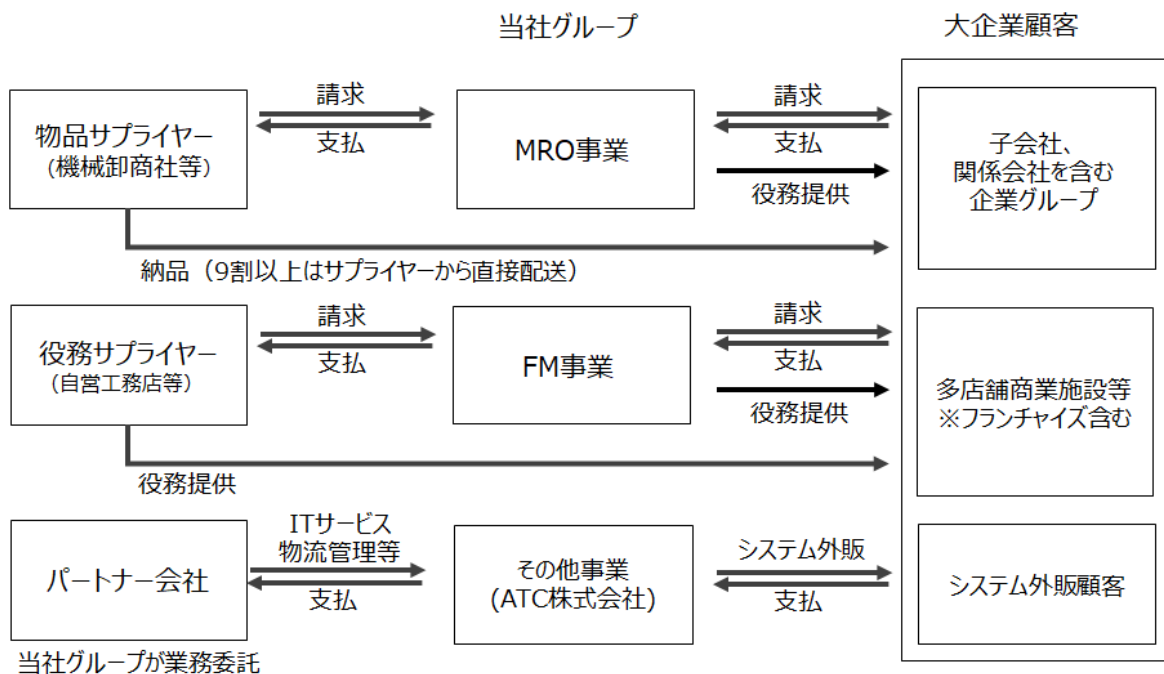 当社グループ
大企業顧客
物品サプライヤー
（機械卸商社等）
請求
支払
MRO事業
請求
支払
役務提供
子会社、
関係会社を含む
企業グループ
納品（9割以上はサプライヤーから直接配送）
役務サプライヤー
（自営工務店等）
請求
支払
FM事業
請求
支払
役務提供
多店舗商業施設等
※フランチャイズ含む
役務提供
パートナー会社
ITサービス
物流管理等
支払
その他事業
(ATC株式会社)
システム外販
支払
システム外販顧客
当社グループが業務委託